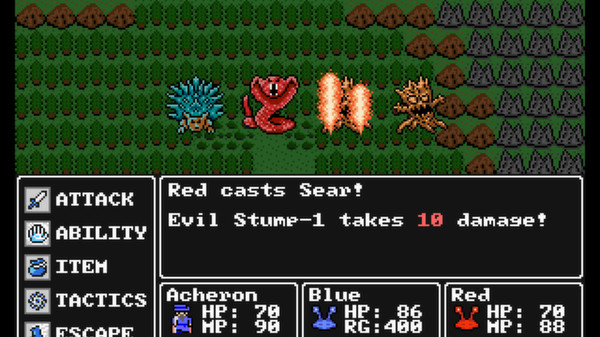 Red casts Sear!
Evil Stump-1 takes 10 damage!
ATTACK
ABILITY
ITEM
TACTICS
ESCAPE
Acheron
HP: 70
MP: 90
Blue
HP: 86
RG:400
Red
HP: 70
MP: 88